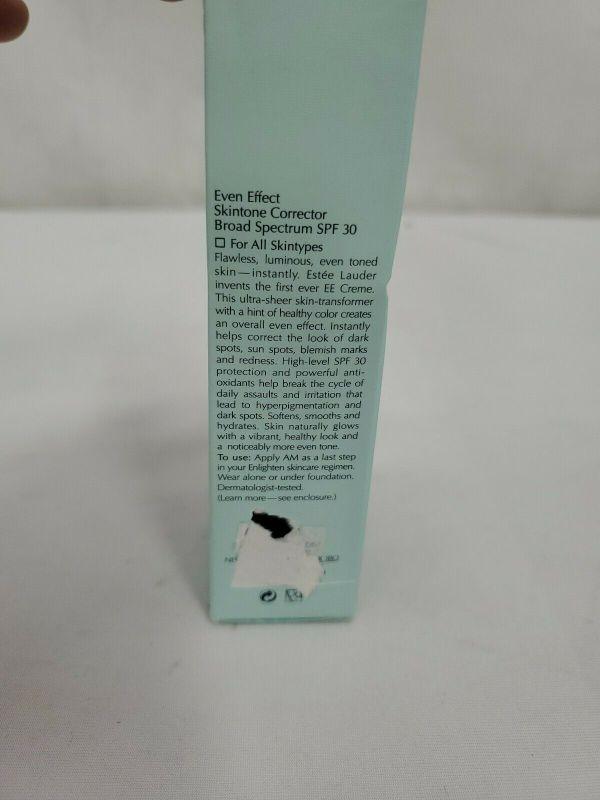 Even Effect
Skintone Corrector
Broad Spectrum SPF 30
☐ For All Skintypes
Flawless, luminous, even toned
skin—instantly. Estée Lauder
invents the first ever EE Creme.
This ultra-sheer skin-transformer
with a hint of healthy color creates
an overall even effect. Instantly
helps correct the look of dark
spots, sun spots, blemish marks
and redness. High-level SPF 30
protection and powerful anti-
oxidants help break the cycle of
daily assaults and irritation that
lead to hyperpigmentation and
dark spots. Softens, smooths and
hydrates. Skin naturally glows
with a vibrant, healthy look and
a noticeably more even tone.
To use: Apply AM as a last step
in your Enlighten skincare regimen.
Wear alone or under foundation.
Dermatologist-tested.
(Learn more—see enclosure.)